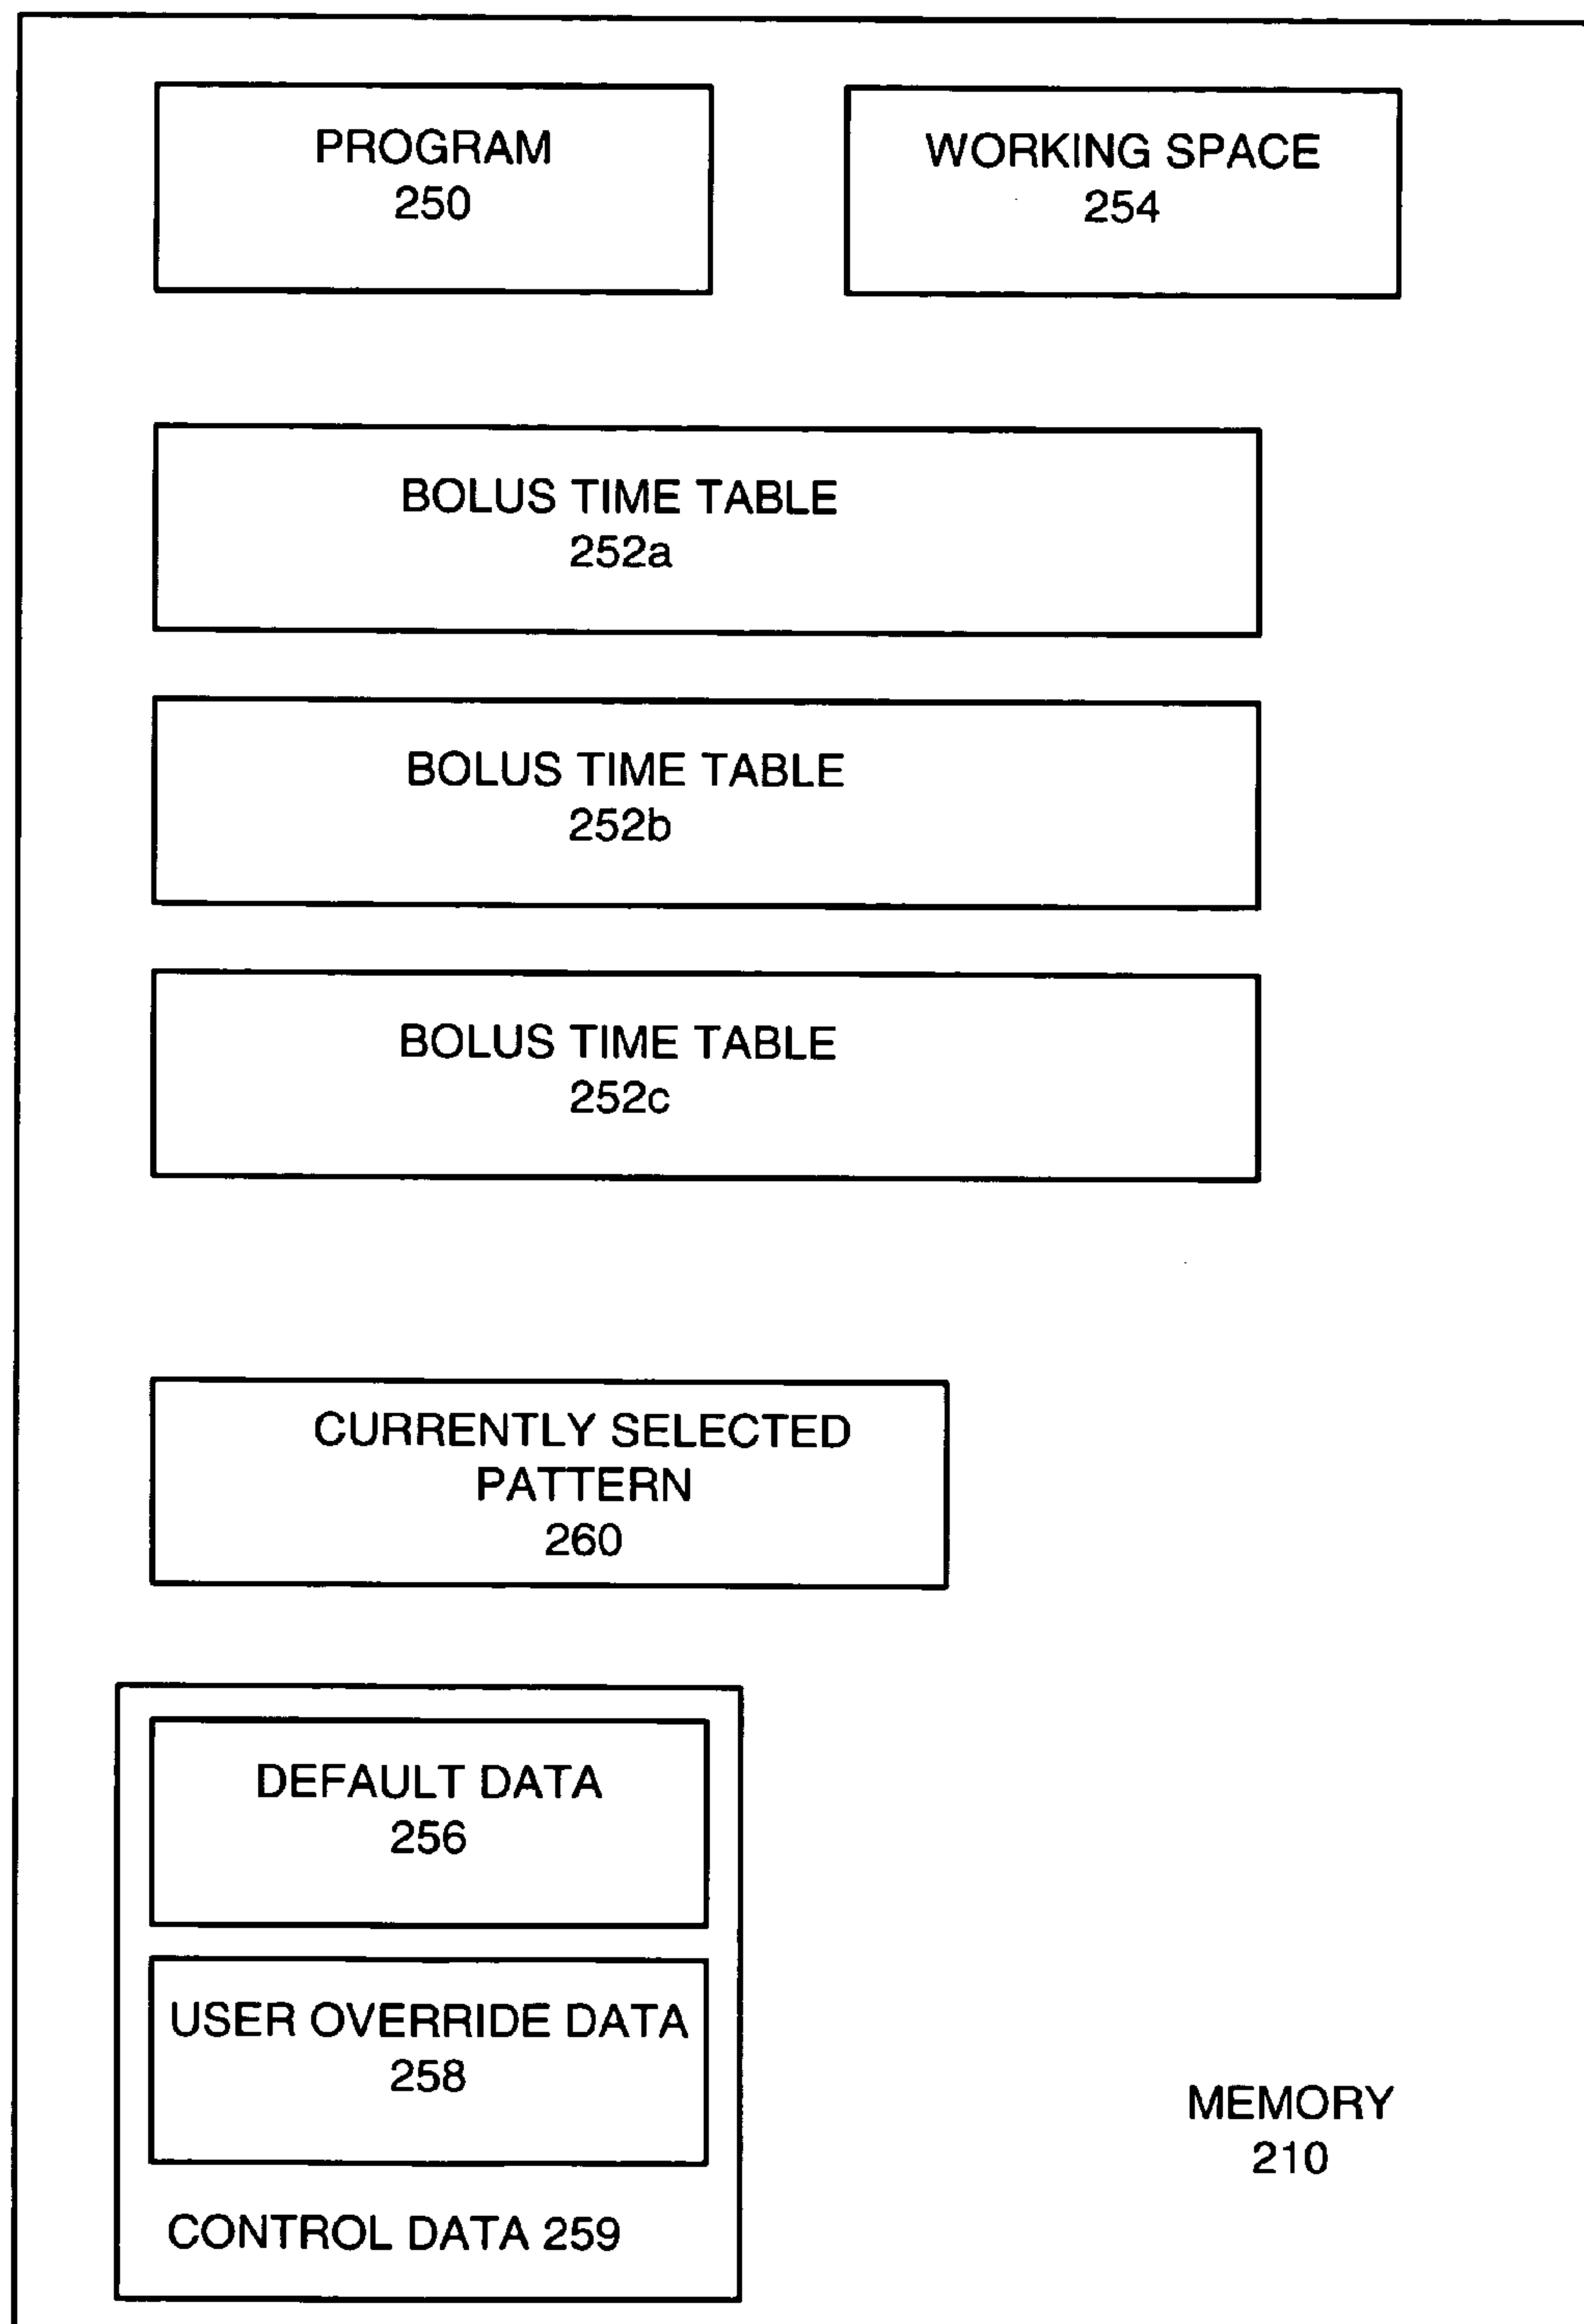 PROGRAM
250
WORKING SPACE
254
BOLUS TIME TABLE
252a
BOLUS TIME TABLE
252b
BOLUS TIME TABLE
252c
CURRENTLY SELECTED
PATTERN
260
DEFAULT DATA
256
USER OVERRIDE DATA
258
CONTROL DATA 259
MEMORY
210